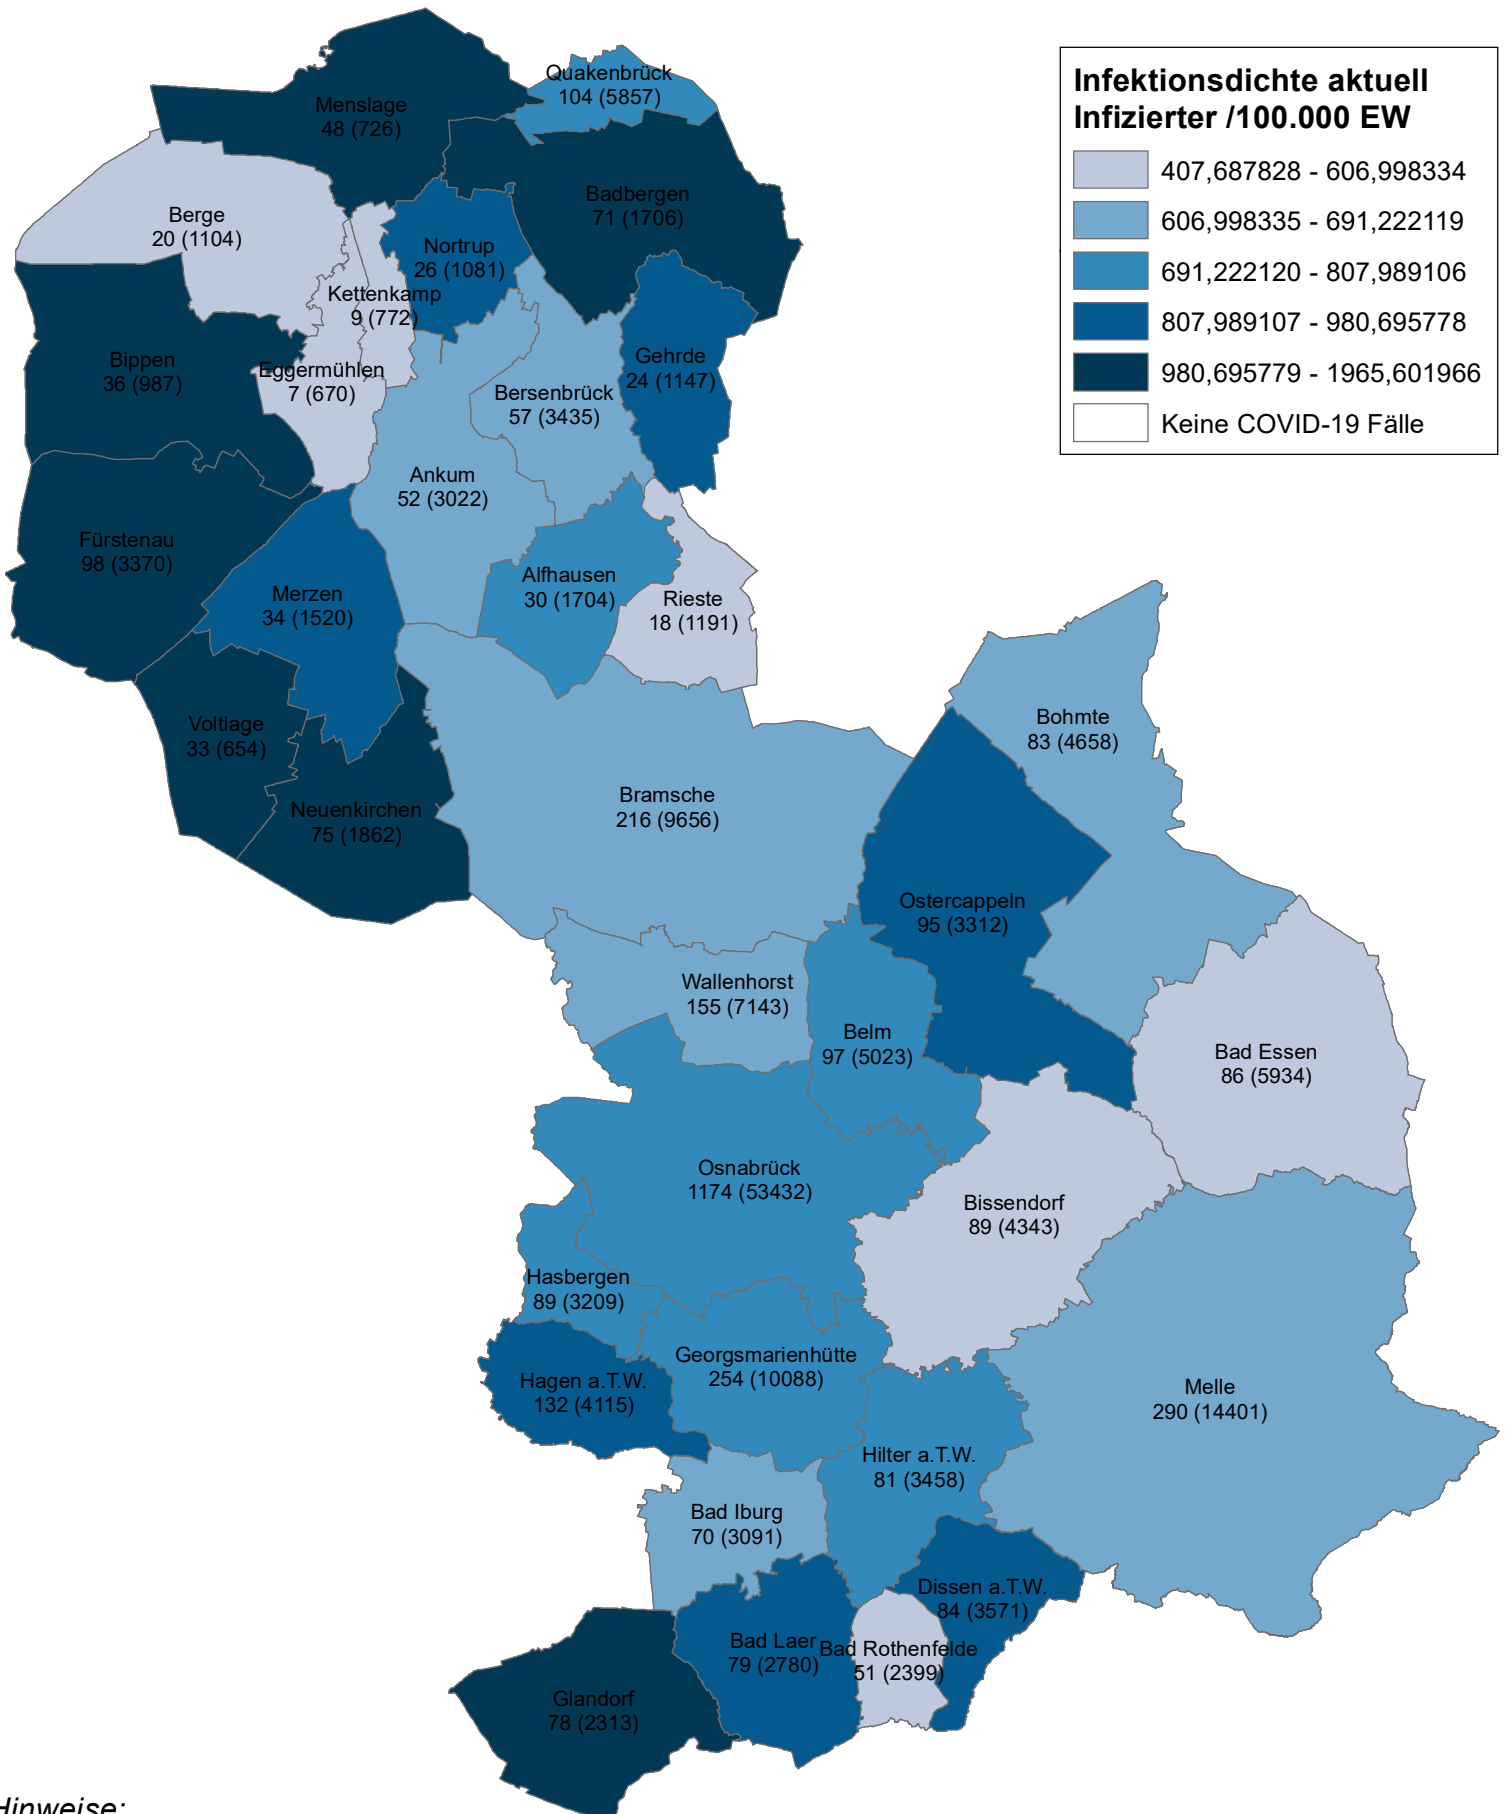 Infektionsdichte aktuell
Infizierter /100.000 EW
407,687828 - 606,998334
606,998335 - 691,222119
691,222120 - 807,989106
807,989107 - 980,695778
980,695779 - 1965,601966
Keine COVID-19 Fälle
Quakenbrück
104 (5857)
Menslage
48 (726)
Badbergen
71 (1706)
Berge
20 (1104)
Nortrup
26 (1081)
Kettenkamp
9 (772)
Bippen
36 (987)
Eggermühlen
7 (670)
Gehrde
24 (1147)
Bersenbrück
57 (3435)
Ankum
52 (3022)
Fürstenau
98 (3370)
Alfhausen
30 (1704)
Merzen
34 (1520)
Rieste
18 (1191)
Voltlage
33 (654)
Bohmte
83 (4658)
Neuenkirchen
75 (1862)
Bramsche
216 (9656)
Ostercappeln
95 (3312)
Wallenhorst
155 (7143)
Belm
97 (5023)
Bad Essen
86 (5934)
Osnabrück
1174 (53432)
Bissendorf
89 (4343)
Hasbergen
89 (3209)
Georgsmarienhütte
254 (10088)
Hagen a.T.W.
132 (4115)
Melle
290 (14401)
Hilter a.T.W.
81 (3458)
Bad Iburg
70 (3091)
Dissen a.T.W.
84 (3571)
Bad Laer
79 (2780)
Bad Rothenfelde
51 (2399)
Glandorf
78 (2313)
Hinweise: